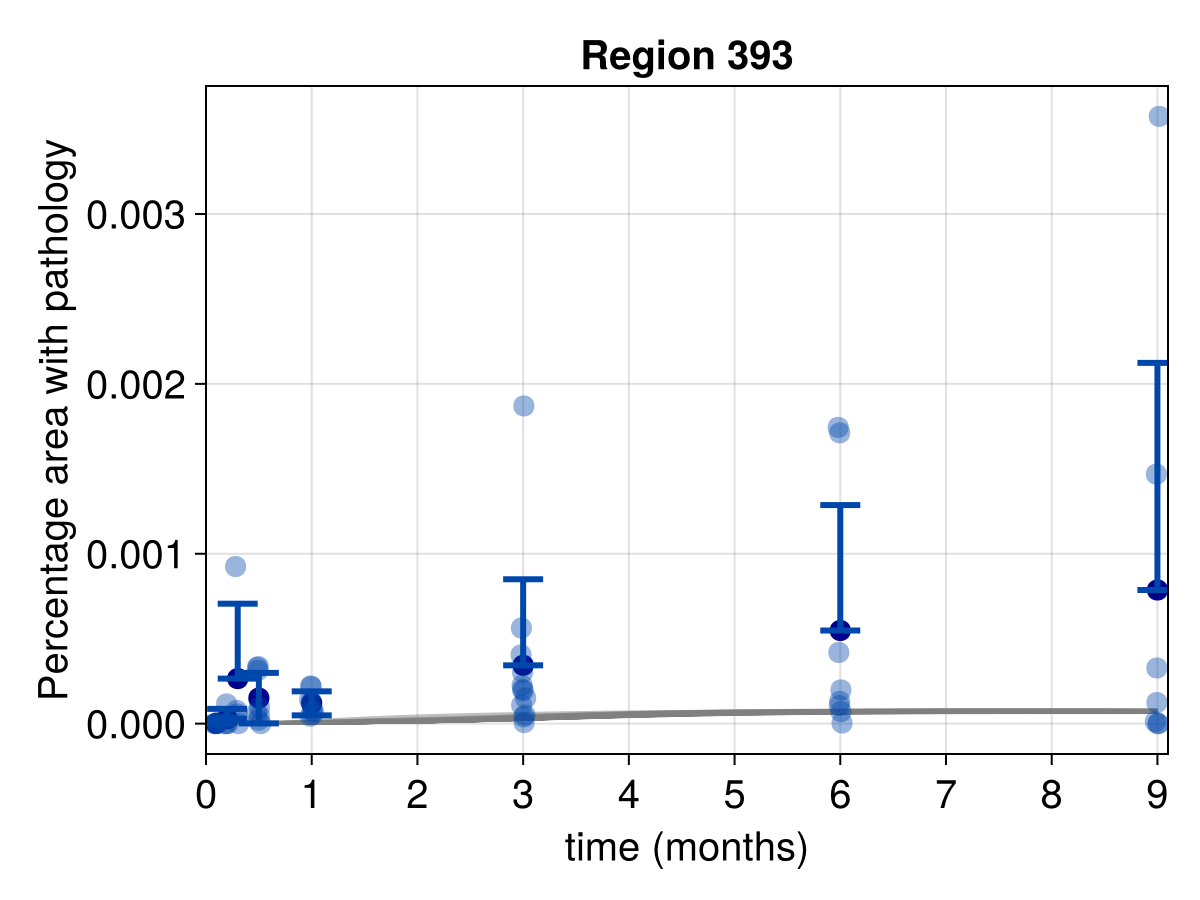 Region 393
Percentage area with pathology
0.003
0.002
0.001
0.000
0 1 2 3 4 5 6 7 8 9
time (months)